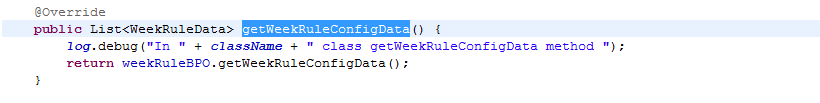 @Override
public List<WeekRuleData> getWeekRuleConfigData() {
log.debug("In " + className + " class getWeekRuleConfigData method ");
return weekRuleBPO.getWeekRuleConfigData();
}